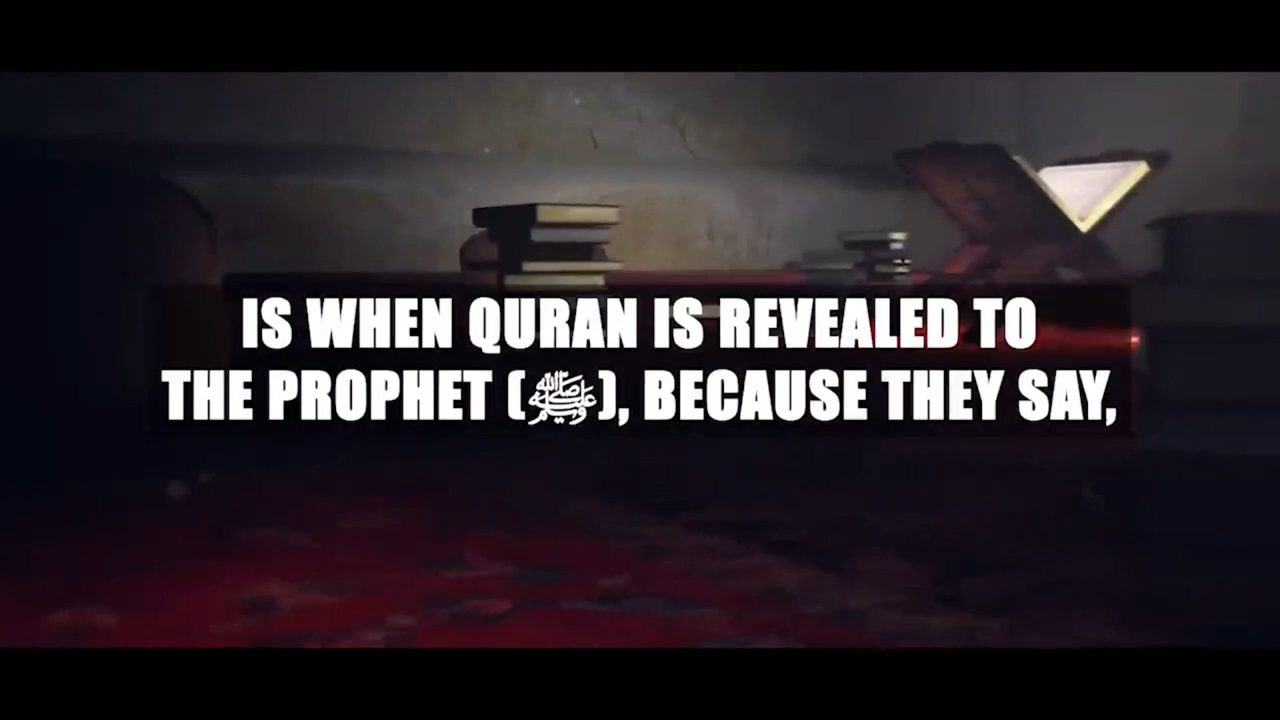 IS WHEN QURAN IS REVEALED TO
THE PROPHET (ﷺ), BECAUSE THEY SAY,